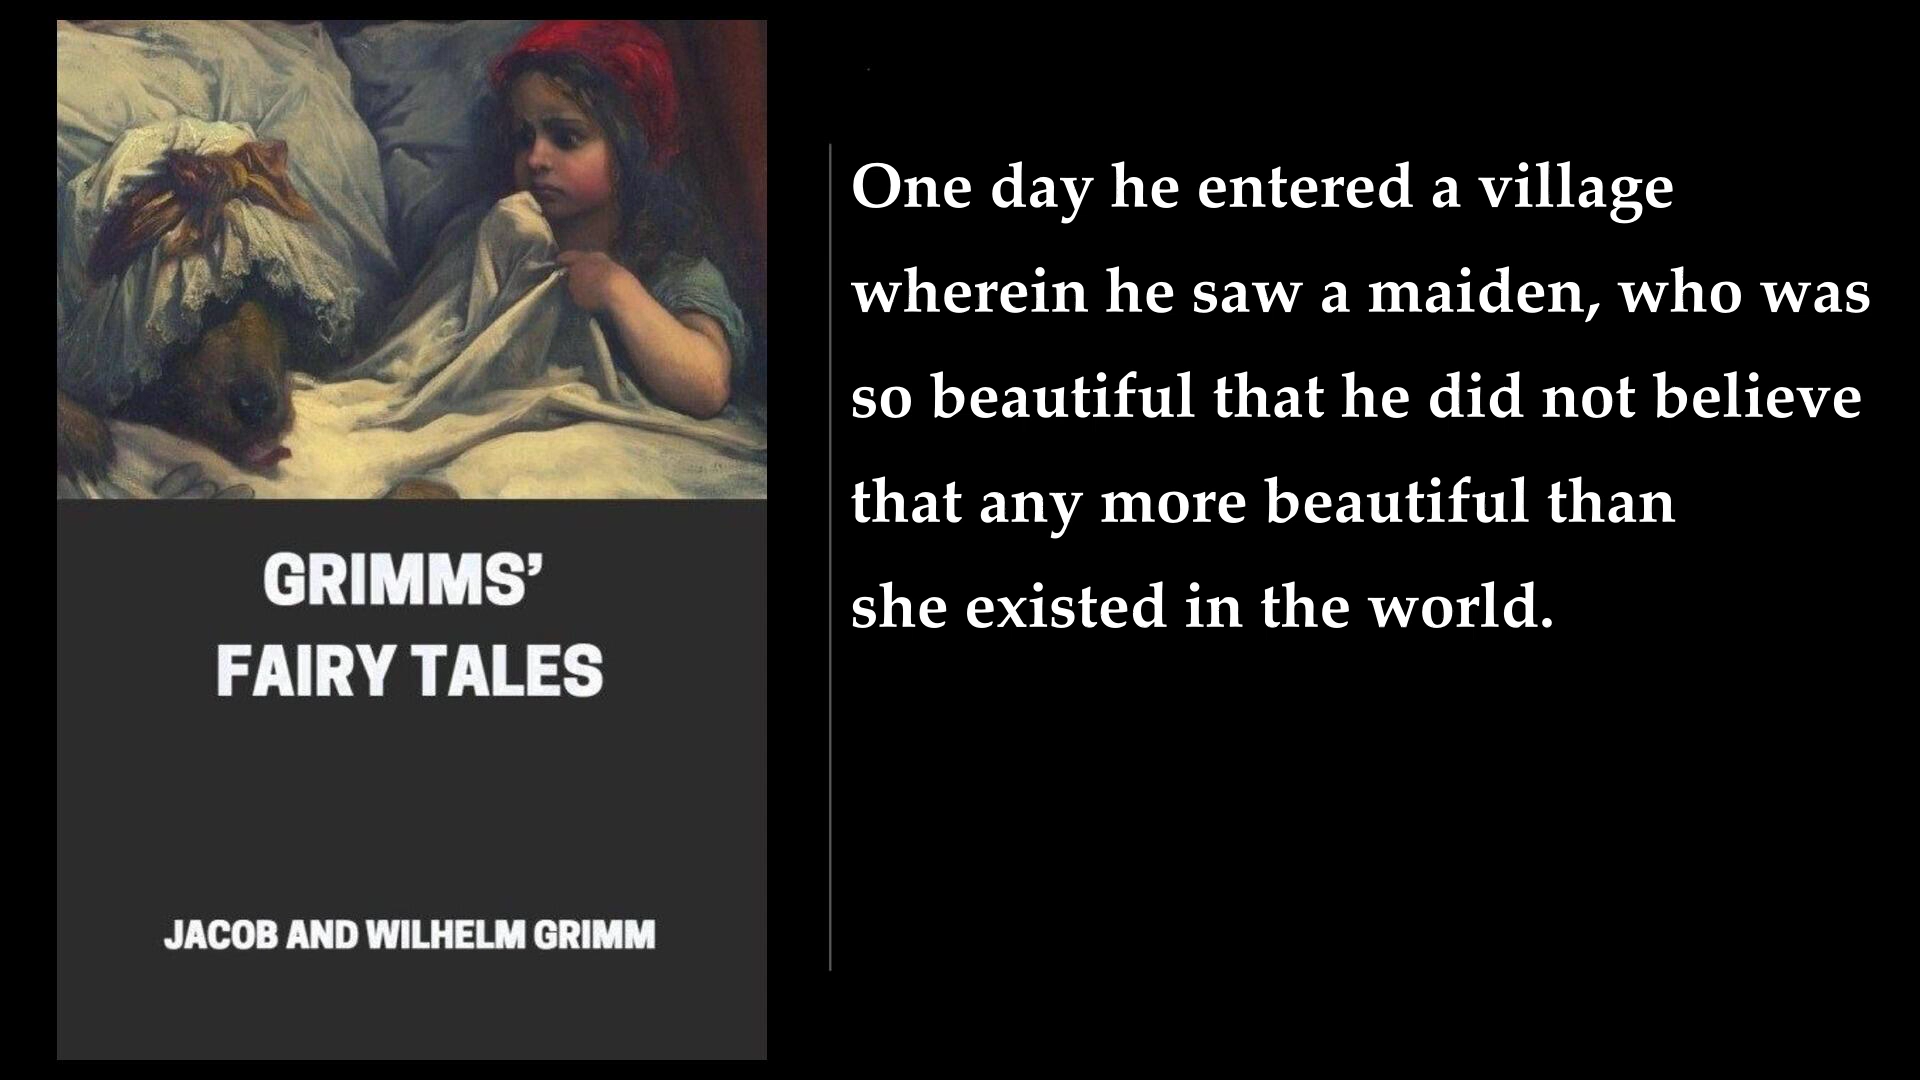 GRIMMS’
FAIRY TALES
JACOB AND WILHELM GRIMM
One day he entered a village
wherein he saw a maiden, who was
so beautiful that he did not believe
that any more beautiful than
she existed in the world.